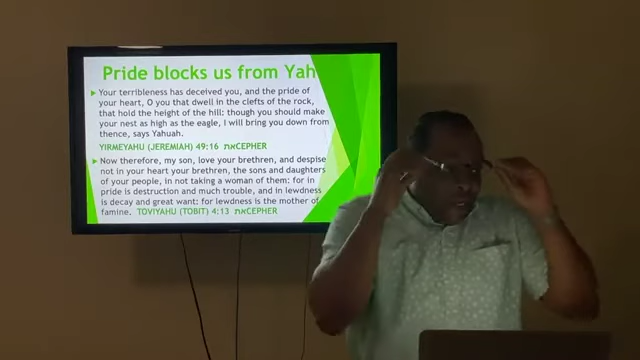 Pride blocks us from Yah
Your terribleness has deceived you, and the pride of
your heart, O you that dwell in the clefts of the rock,
that hold the height of the hill: though you should make
your nest as high as the eagle, I will bring you down from
thence, says Yahuah.
YIRMEYAHU (JEREMIAH) 49:16 את CEPHER
Now therefore, my son, love your brethren, and despise
not in your heart your brethren, the sons and daughters
of your people, in not taking a woman of them: for in
pride is destruction and much trouble, and in lewdness
is decay and great want: for lewdness is the mother of
famine. TOVIYAHU (TOBIT) 4:13 את CEPHER